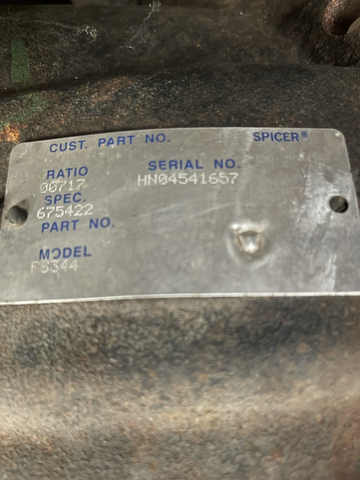 CUST. PART NO. SPICER®
RATIO SERIAL NO.
00717 HN04541657
SPEC.
675422
PART NO.
MODEL